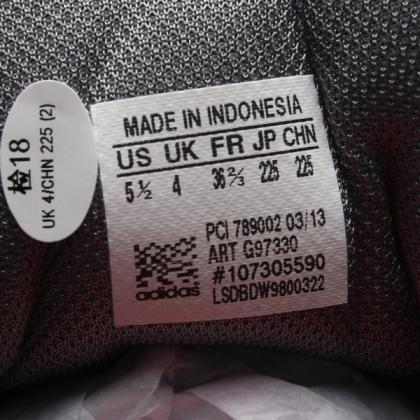 检18
UK 4/CHN 225 (2)
MADE IN INDONESIA
US UK FR JP CHN
5½ 4 36⅔ 225 225
PCI 789002 03/13
ART G97330
#107305590
adidas LSDBDW9800322